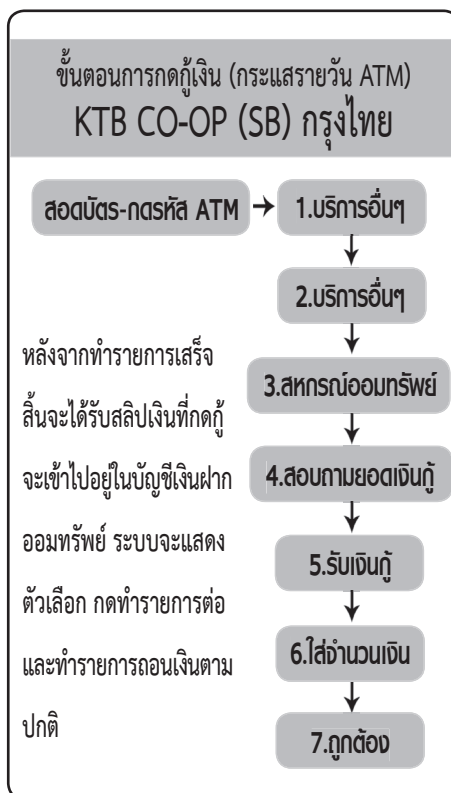 ขั้นตอนการกดกู้เงิน (กระแสรายวัน ATM)
KTB CO-OP (SB) กรุงไทย
สอดบัตร-กดรหัส ATM
1.บริการอื่นๆ
2.บริการอื่นๆ
3.สหกรณ์ออมทรัพย์
4.สอบถามยอดเงินกู้
5.รับเงินกู้
6.ใส่จำนวนเงิน
7.ถูกต้อง
หลังจากทำรายการเสร็จ
สิ้นจะได้รับสลิปเงินที่กดกู้
จะเข้าไปอยู่ในบัญชีเงินฝาก
ออมทรัพย์ ระบบจะแสดง
ตัวเลือก กดทำรายการต่อ
และทำรายการถอนเงินตาม
ปกติ